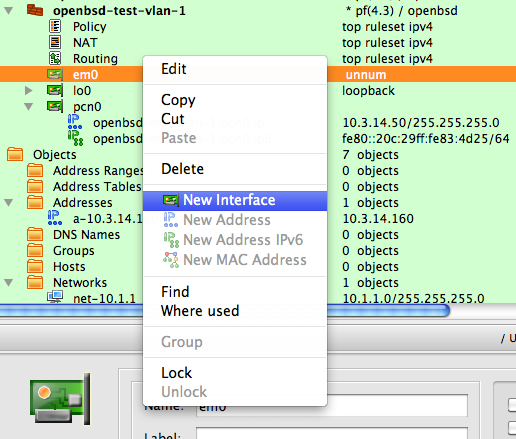 openbsd-test-vlan-1 * pf(4.3) / openbsd
Policy top ruleset ipv4
NAT top ruleset ipv4
Routing top ruleset ipv4
em0 unnum
lo0 loopback
pcn0
openbsd 10.3.14.50/255.255.255.0
openbsd fe80::20c:29ff:fe83:4d25/64
Objects 7 objects
Address Ranges 0 objects
Address Tables 0 objects
Addresses 1 objects
a-10.3.14.1 10.3.14.160
DNS Names 0 objects
Groups 0 objects
Hosts 0 objects
Networks 1 objects
net-10.1.1 10.1.1.0/255.255.255.0
Edit
Copy
Cut
Paste
Delete
New Interface
New Address
New Address IPv6
New MAC Address
Find
Where used
Group
Lock
Unlock
/ U
Name: em0
Label: